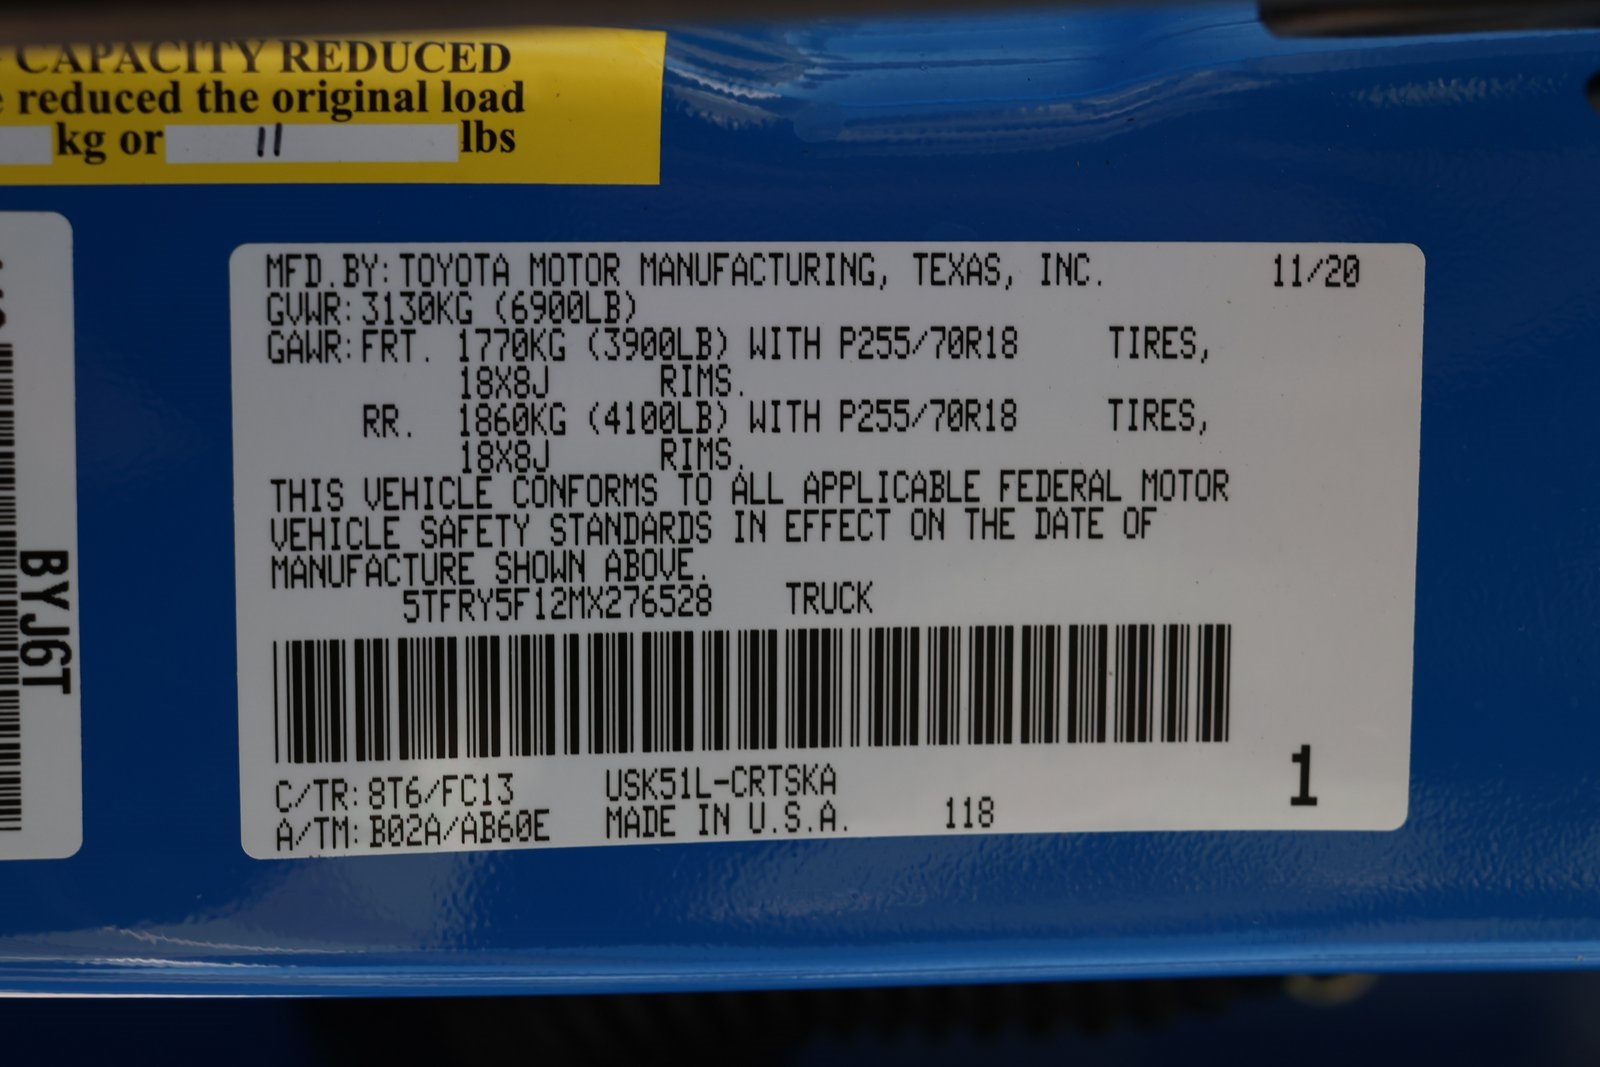 CAPACITY REDUCED
reduced the original load
kg or 11 lbs
MFD.BY: TOYOTA MOTOR MANUFACTURING, TEXAS, INC. 11/20
GVWR: 3130KG (6900LB)
GAWR: FRT. 1770KG (3900LB) WITH P255/70R18 TIRES,
18X8J RIMS.
RR. 1860KG (4100LB) WITH P255/70R18 TIRES,
18X8J RIMS.
THIS VEHICLE CONFORMS TO ALL APPLICABLE FEDERAL MOTOR
VEHICLE SAFETY STANDARDS IN EFFECT ON THE DATE OF
MANUFACTURE SHOWN ABOVE.
5TFRY5F12MX276528 TRUCK
C/TR: 8T6/FC13 USK51L-CRTSKA
A/TM: B02A/AB60E MADE IN U.S.A. 118
1
BYJ6T